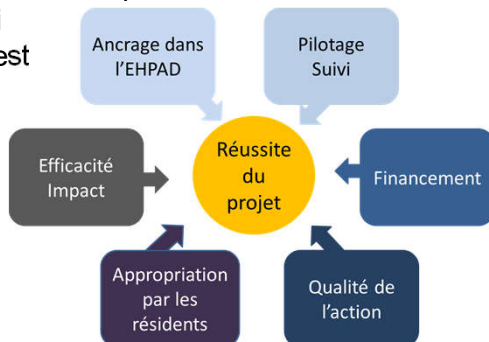 i
est
Ancrage dans
l'EHPAD
Pilotage
Suivi
Efficacité
Impact
Réussite
du
projet
Financement
Appropriation
par les
résidents
Qualité de
l'action